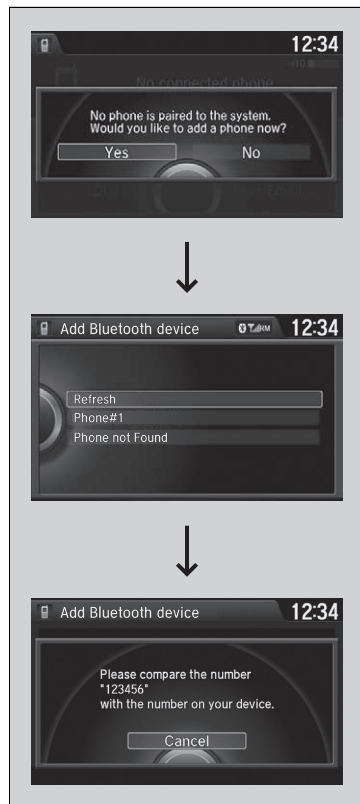 12:34
No connected phone
No phone is paired to the system.
Would you like to add a phone now?
Yes No
Add Bluetooth device 12:34
Refresh
Phone#1
Phone not Found
Add Bluetooth device 12:34
Please compare the number
"123456"
with the number on your device.
Cancel